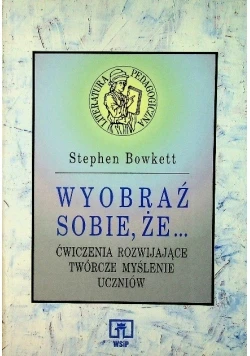 LITERATURA PEDAGOGICZNA
Stephen Bowkett
WYOBRAŹ
SOBIE, ŻE...
ĆWICZENIA ROZWIJAJĄCE
TWÓRCZE MYŚLENIE
UCZNIÓW
WSiP